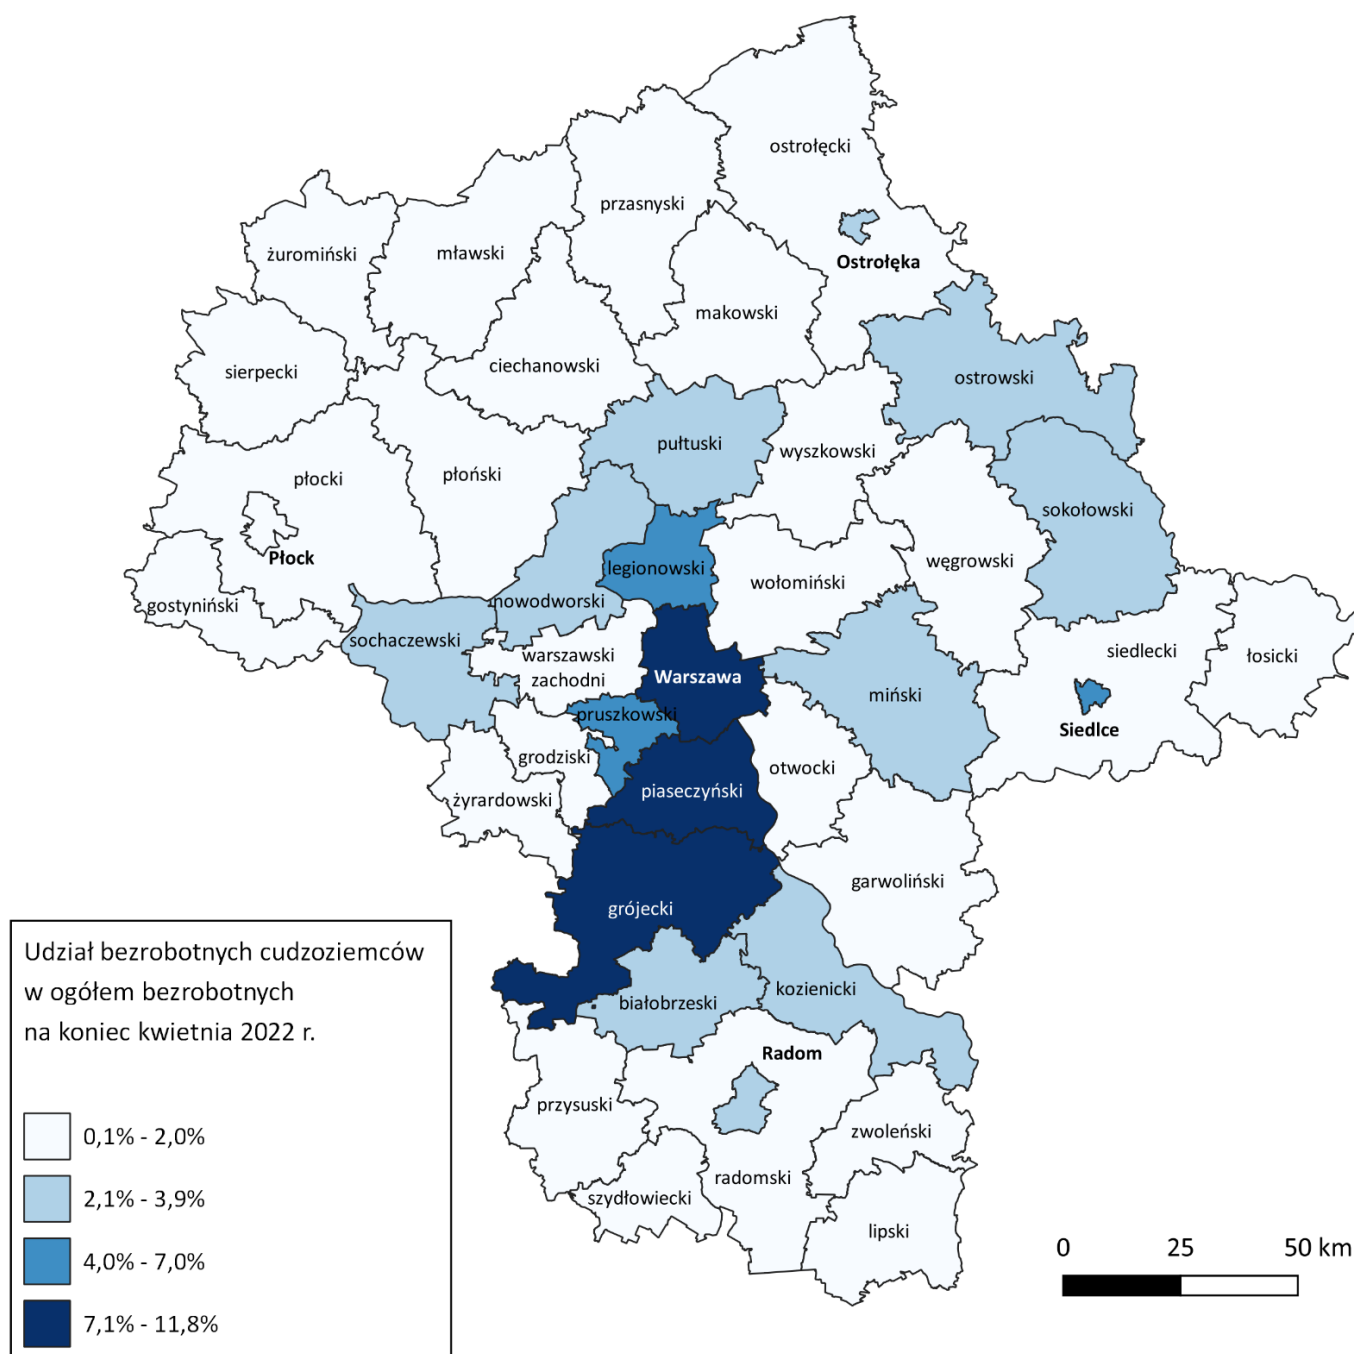 ostrołęcki
przasnyski
żuromiński
mławski
Ostrołęka
makowski
sierpecki
ciechanowski
ostrowski
pułtuski
wyszkowski
płocki
płoński
sokołowski
Płock
legionowski
wołomiński
węgrowski
gostyniński
nowodworski
sochaczewski
warszawski
zachodni
siedlecki
łosicki
Warszawa
miński
pruszkowski
Siedlce
grodziski
otwocki
żyrardowski
piaseczyński
garwoliński
grójecki
kozienicki
białobrzeski
Radom
przysuski
zwoleński
radomski
szydłowiecki
lipski
Udział bezrobotnych cudzoziemców
w ogółem bezrobotnych
na koniec kwietnia 2022 r.
0,1% - 2,0%
2,1% - 3,9%
4,0% - 7,0%
7,1% - 11,8%
0 25 50 km